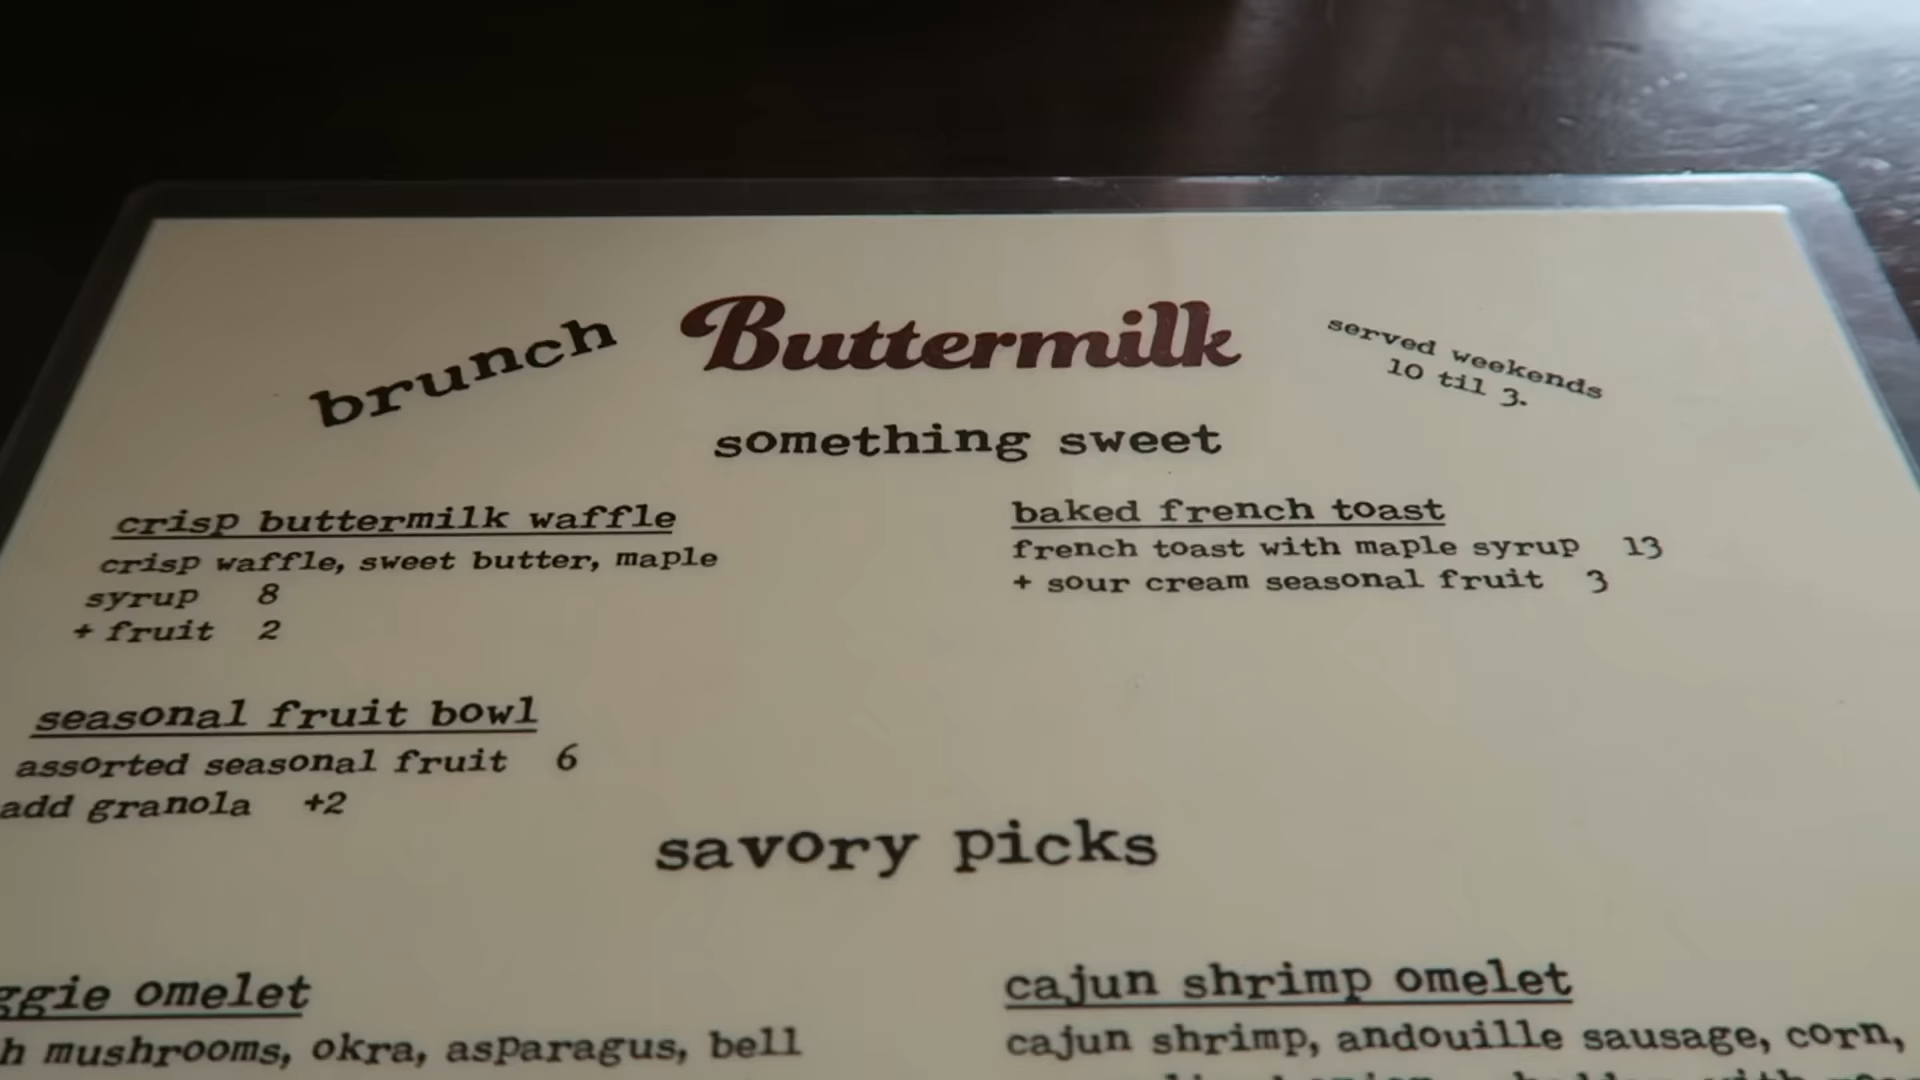 brunch
Buttermilk
served weekends
10 til 3.
something sweet
crisp buttermilk waffle
crisp waffle, sweet butter, maple
syrup 8
+ fruit 2
baked french toast
french toast with maple syrup 13
+ sour cream seasonal fruit 3
seasonal fruit bowl
assorted seasonal fruit 6
add granola +2
savory picks
omelet
mushrooms, okra, asparagus, bell
cajun shrimp omelet
cajun shrimp, andouille sausage, corn,